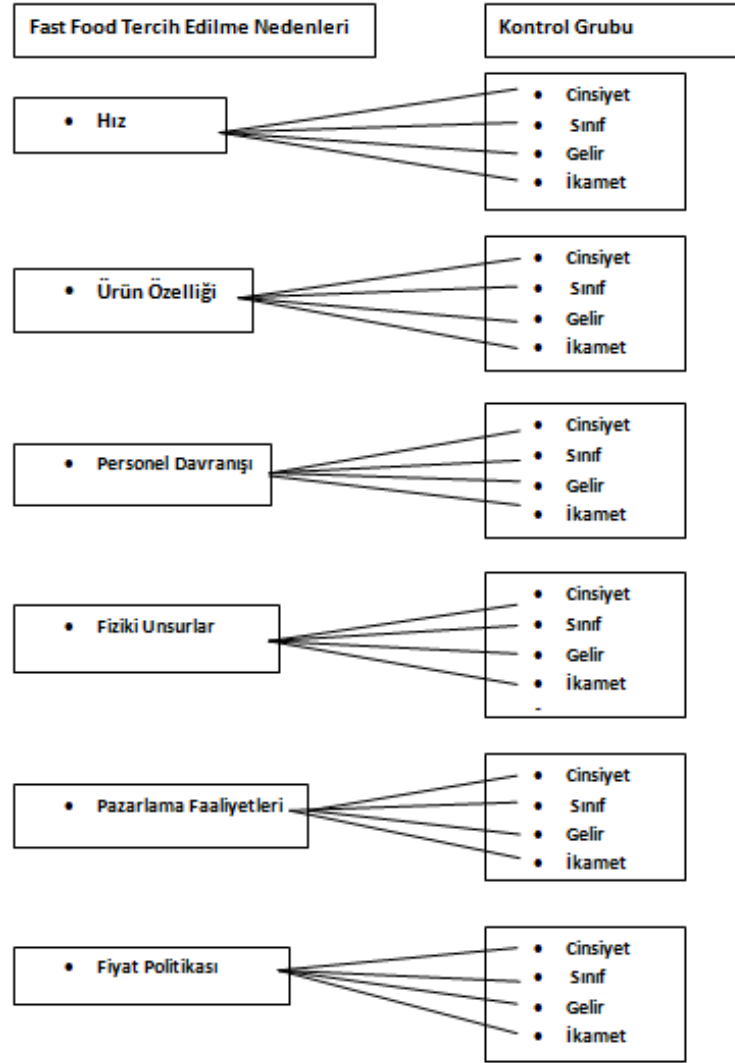 Fast Food Tercih Edilme Nedenleri
Kontrol Grubu
• Hız
• Cinsiyet
• Sınıf
• Gelir
• İkamet
• Ürün Özelliği
• Cinsiyet
• Sınıf
• Gelir
• İkamet
• Personel Davranışı
• Cinsiyet
• Sınıf
• Gelir
• İkamet
• Fiziki Unsurlar
• Cinsiyet
• Sınıf
• Gelir
• İkamet
-
• Pazarlama Faaliyetleri
• Cinsiyet
• Sınıf
• Gelir
• İkamet
• Fiyat Politikası
• Cinsiyet
• Sınıf
• Gelir
• İkamet